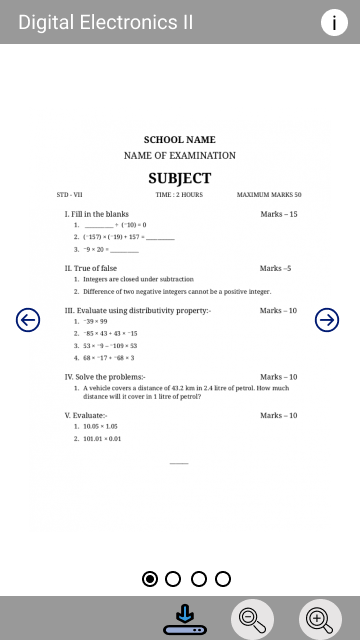 Digital Electronics II
i
SCHOOL NAME
NAME OF EXAMINATION
SUBJECT
STD - VII TIME : 2 HOURS MAXIMUM MARKS 50
I. Fill in the blanks Marks – 15
1. ________ ÷ (⁻10) = 0
2. (⁻157) × (⁻19) + 157 ÷ ________
3. ⁻9 × 20 ÷ ________
II. True of false Marks –5
1. Integers are closed under subtraction
2. Difference of two negative integers cannot be a positive integer.
III. Evaluate using distributivity property:- Marks – 10
1. ⁻39 × 99
2. ⁻85 × 43 + 43 × ⁻15
3. 53 × ⁻9 – ⁻109 × 53
4. 68 × ⁻17 + ⁻68 × 3
IV. Solve the problems:- Marks – 10
1. A vehicle covers a distance of 43.2 km in 2.4 litre of petrol. How much
distance will it cover in 1 litre of petrol?
V. Evaluate:- Marks – 10
1. 10.05 × 1.05
2. 101.01 × 0.01